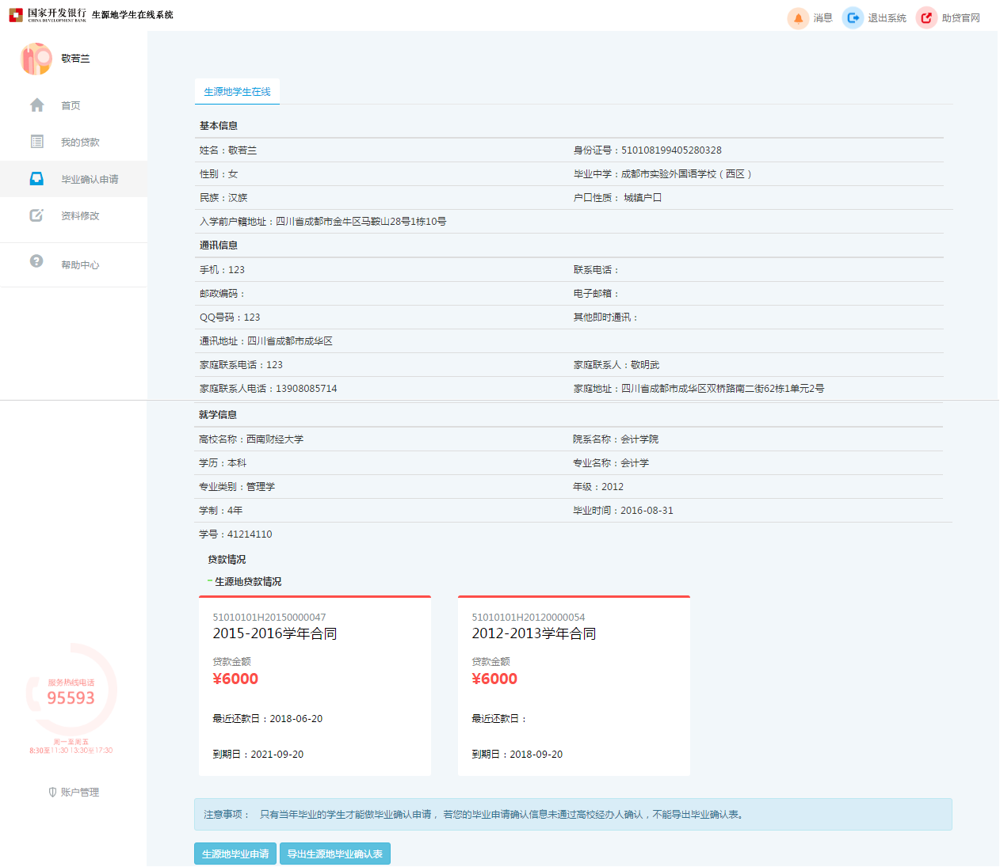 国家开发银行 生源地学生在线系统
CHINA DEVELOPMENT BANK
消息 退出系统 助贷官网
敬若兰
首页
我的贷款
毕业确认申请
资料修改
帮助中心
生源地学生在线
基本信息
姓名：敬若兰 身份证号：510108199405280328
性别：女 毕业中学：成都市实验外国语学校（西区）
民族：汉族 户口性质： 城镇户口
入学前户籍地址：四川省成都市金牛区马鞍山28号1栋10号
通讯信息
手机：123 联系电话：
邮政编码： 电子邮箱：
QQ号码：123 其他即时通讯：
通讯地址：四川省成都市成华区
家庭联系电话：123 家庭联系人：敬明武
家庭联系人电话：13908085714 家庭地址：四川省成都市成华区双桥路南二街62栋1单元2号
就学信息
高校名称：西南财经大学 院系名称：会计学院
学历：本科 专业名称：会计学
专业类别：管理学 年级：2012
学制：4年 毕业时间：2016-08-31
学号：41214110
贷款情况
生源地贷款情况
51010101H20150000047
2015-2016学年合同
贷款金额
¥6000
最近还款日：2018-06-20
到期日：2021-09-20
51010101H20120000054
2012-2013学年合同
贷款金额
¥6000
最近还款日：
到期日：2018-09-20
服务热线电话
95593
周一至周五
8:30至11:30 13:30至17:30
账户管理
注意事项： 只有当年毕业的学生才能做毕业确认申请， 若您的毕业申请确认信息未通过高校经办人确认，不能导出毕业确认表。
生源地毕业申请 导出生源地毕业确认表